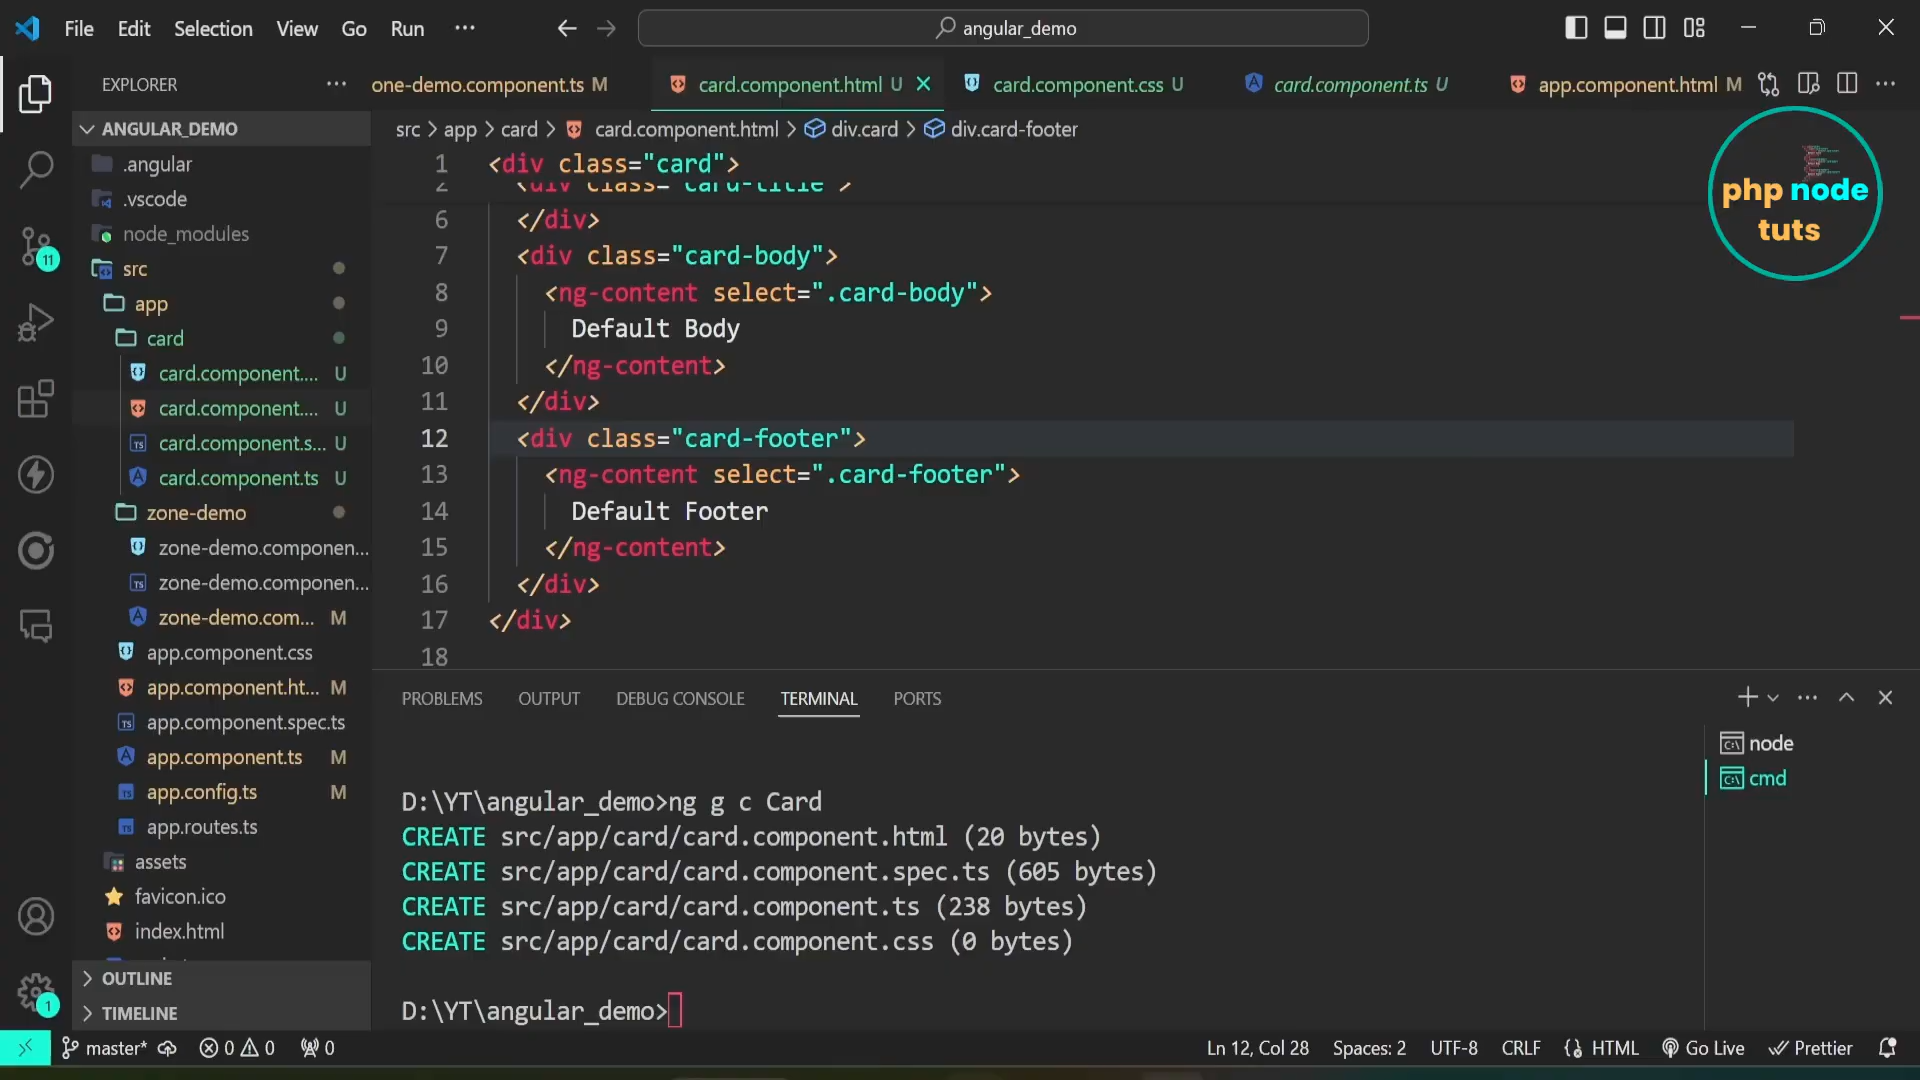 File Edit Selection View Go Run ··· angular_demo
EXPLORER ··· one-demo.component.ts M card.component.html U card.component.css U card.component.ts U app.component.html M ···
src > app > card > card.component.html > div.card > div.card-footer
ANGULAR_DEMO
.angular
.vscode
node_modules
src
app
card
card.component.... U
card.component.... U
card.component.s... U
card.component.ts U
zone-demo
zone-demo.componen...
zone-demo.componen...
zone-demo.com... M
app.component.css
app.component.ht... M
app.component.spec.ts
app.component.ts M
app.config.ts M
app.routes.ts
assets
favicon.ico
index.html
OUTLINE
TIMELINE
11
1
1 <div class="card">
2 <div class="card-title">
6 </div>
7 <div class="card-body">
8 <ng-content select=".card-body">
9 Default Body
10 </ng-content>
11 </div>
12 <div class="card-footer">
13 <ng-content select=".card-footer">
14 Default Footer
15 </ng-content>
16 </div>
17 </div>
18
php node
tuts
PROBLEMS OUTPUT DEBUG CONSOLE TERMINAL PORTS
D:\YT\angular_demo>ng g c Card
CREATE src/app/card/card.component.html (20 bytes)
CREATE src/app/card/card.component.spec.ts (605 bytes)
CREATE src/app/card/card.component.ts (238 bytes)
CREATE src/app/card/card.component.css (0 bytes)
D:\YT\angular_demo>
node
cmd
master* 0 0 0 Ln 12, Col 28 Spaces: 2 UTF-8 CRLF HTML Go Live Prettier